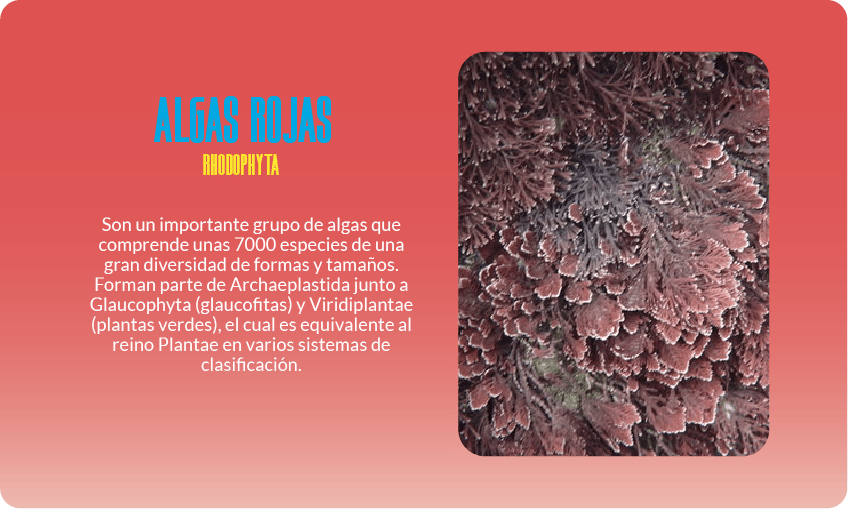 ALGAS ROJAS
RHODOPHYTA
Son un importante grupo de algas que
comprende unas 7000 especies de una
gran diversidad de formas y tamaños.
Forman parte de Archaeplastida junto a
Glaucophyta (glaucofitas) y Viridiplantae
(plantas verdes), el cual es equivalente al
reino Plantae en varios sistemas de
clasificación.